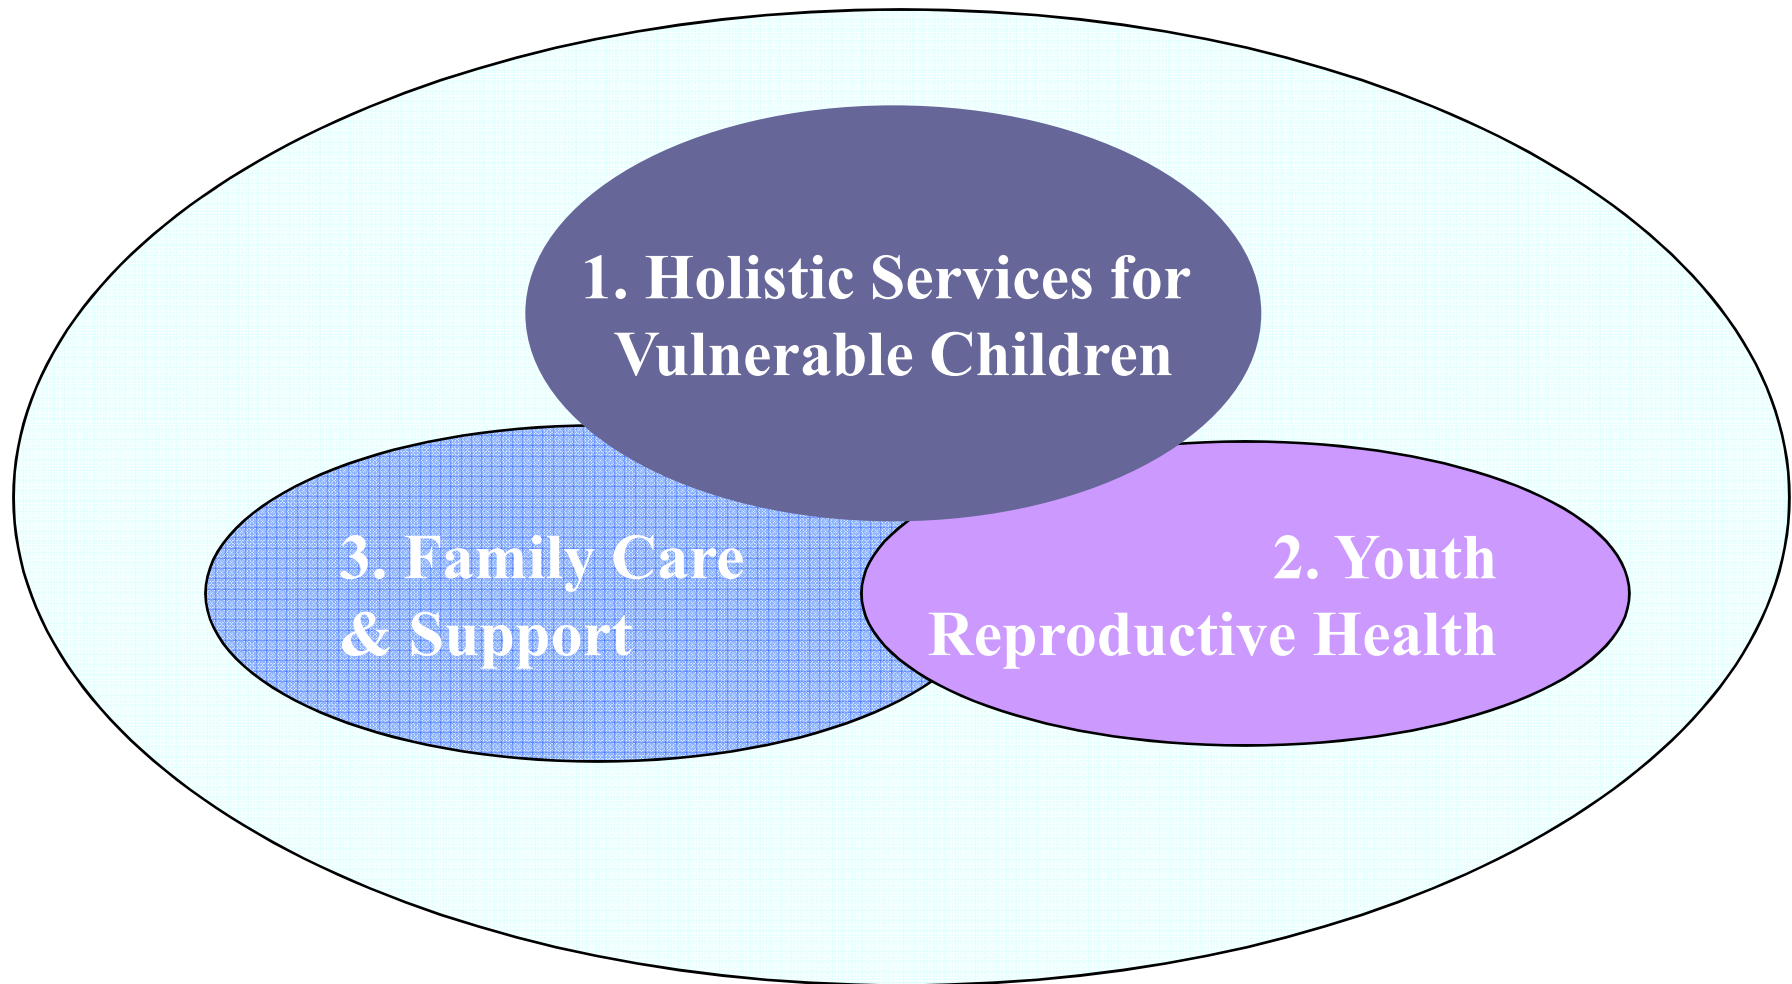 1. Holistic Services for
Vulnerable Children
3. Family Care
& Support
2. Youth
Reproductive Health